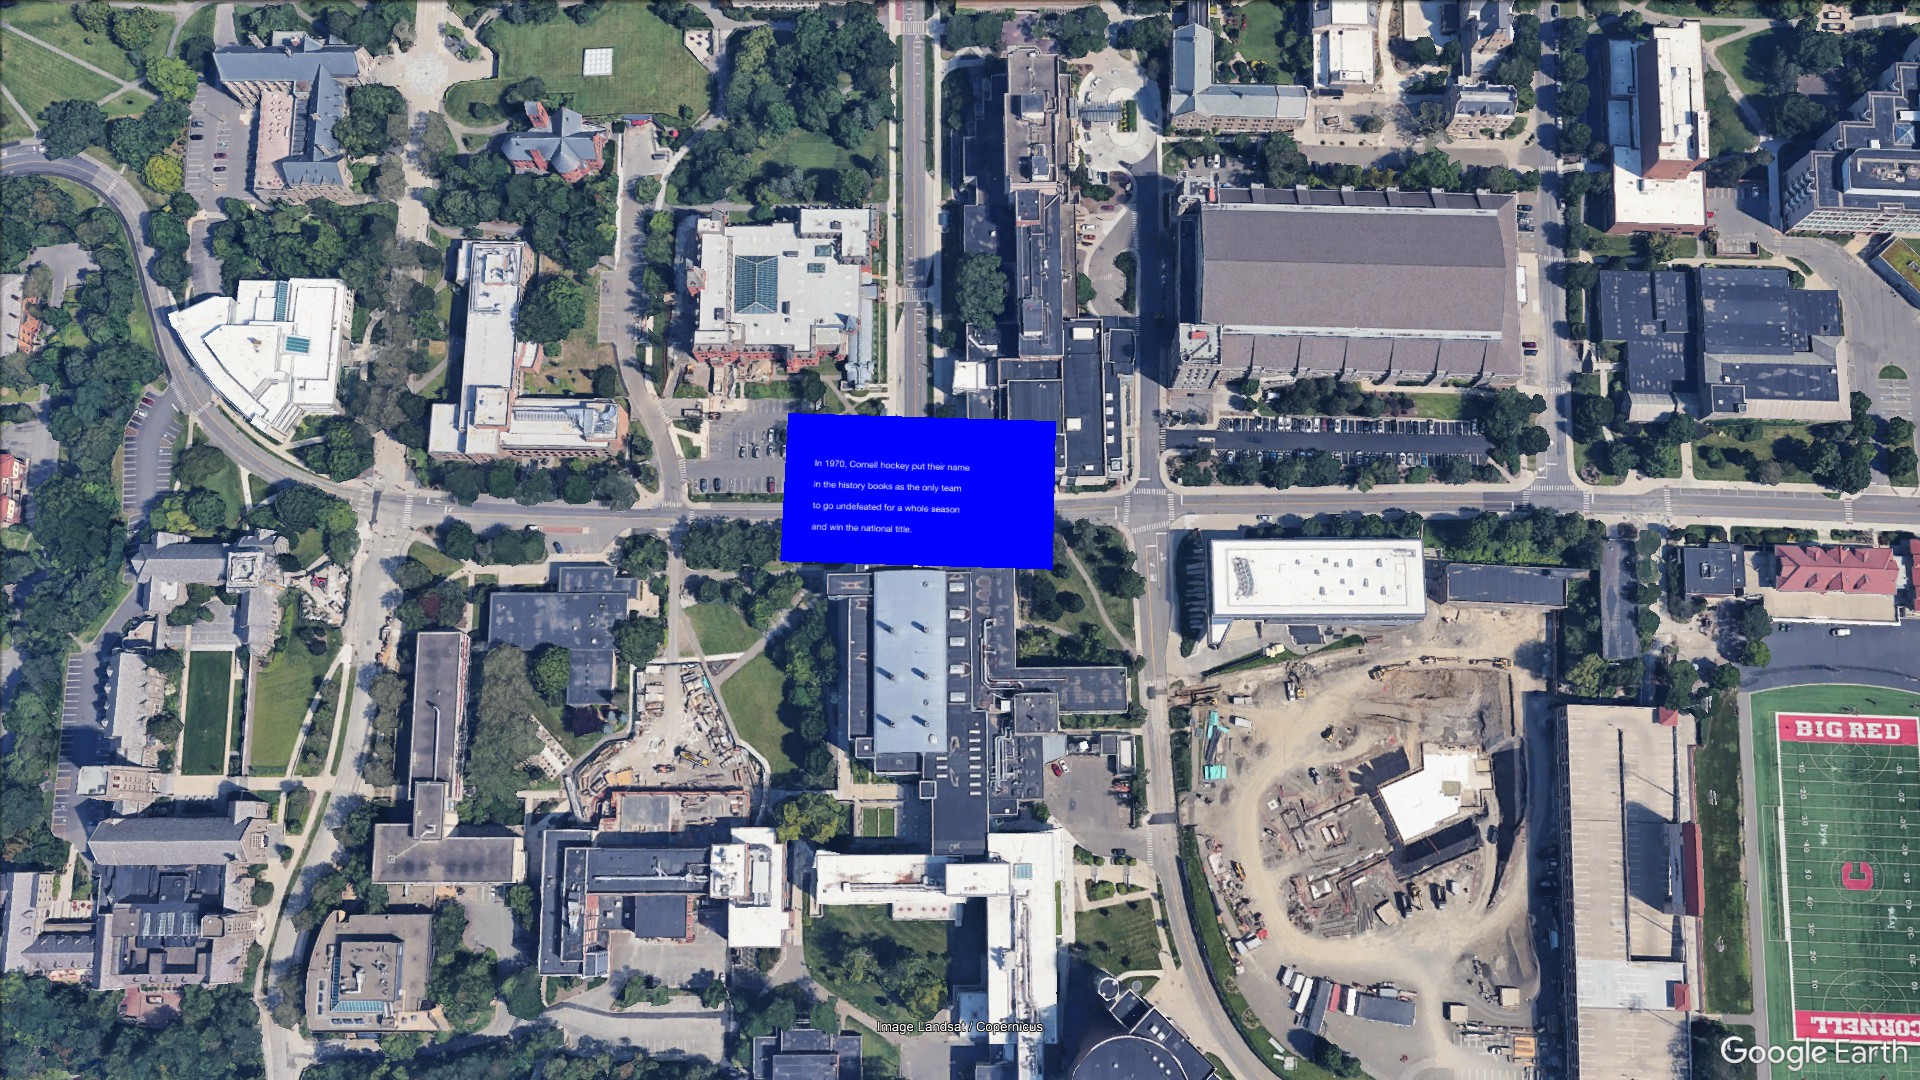 In 1970, Cornell hockey put their name
in the history books as the only team
to go undefeated for a whole season
and win the national title.
BIG RED
C
CORNELL
Image Landsat / Copernicus
Google Earth